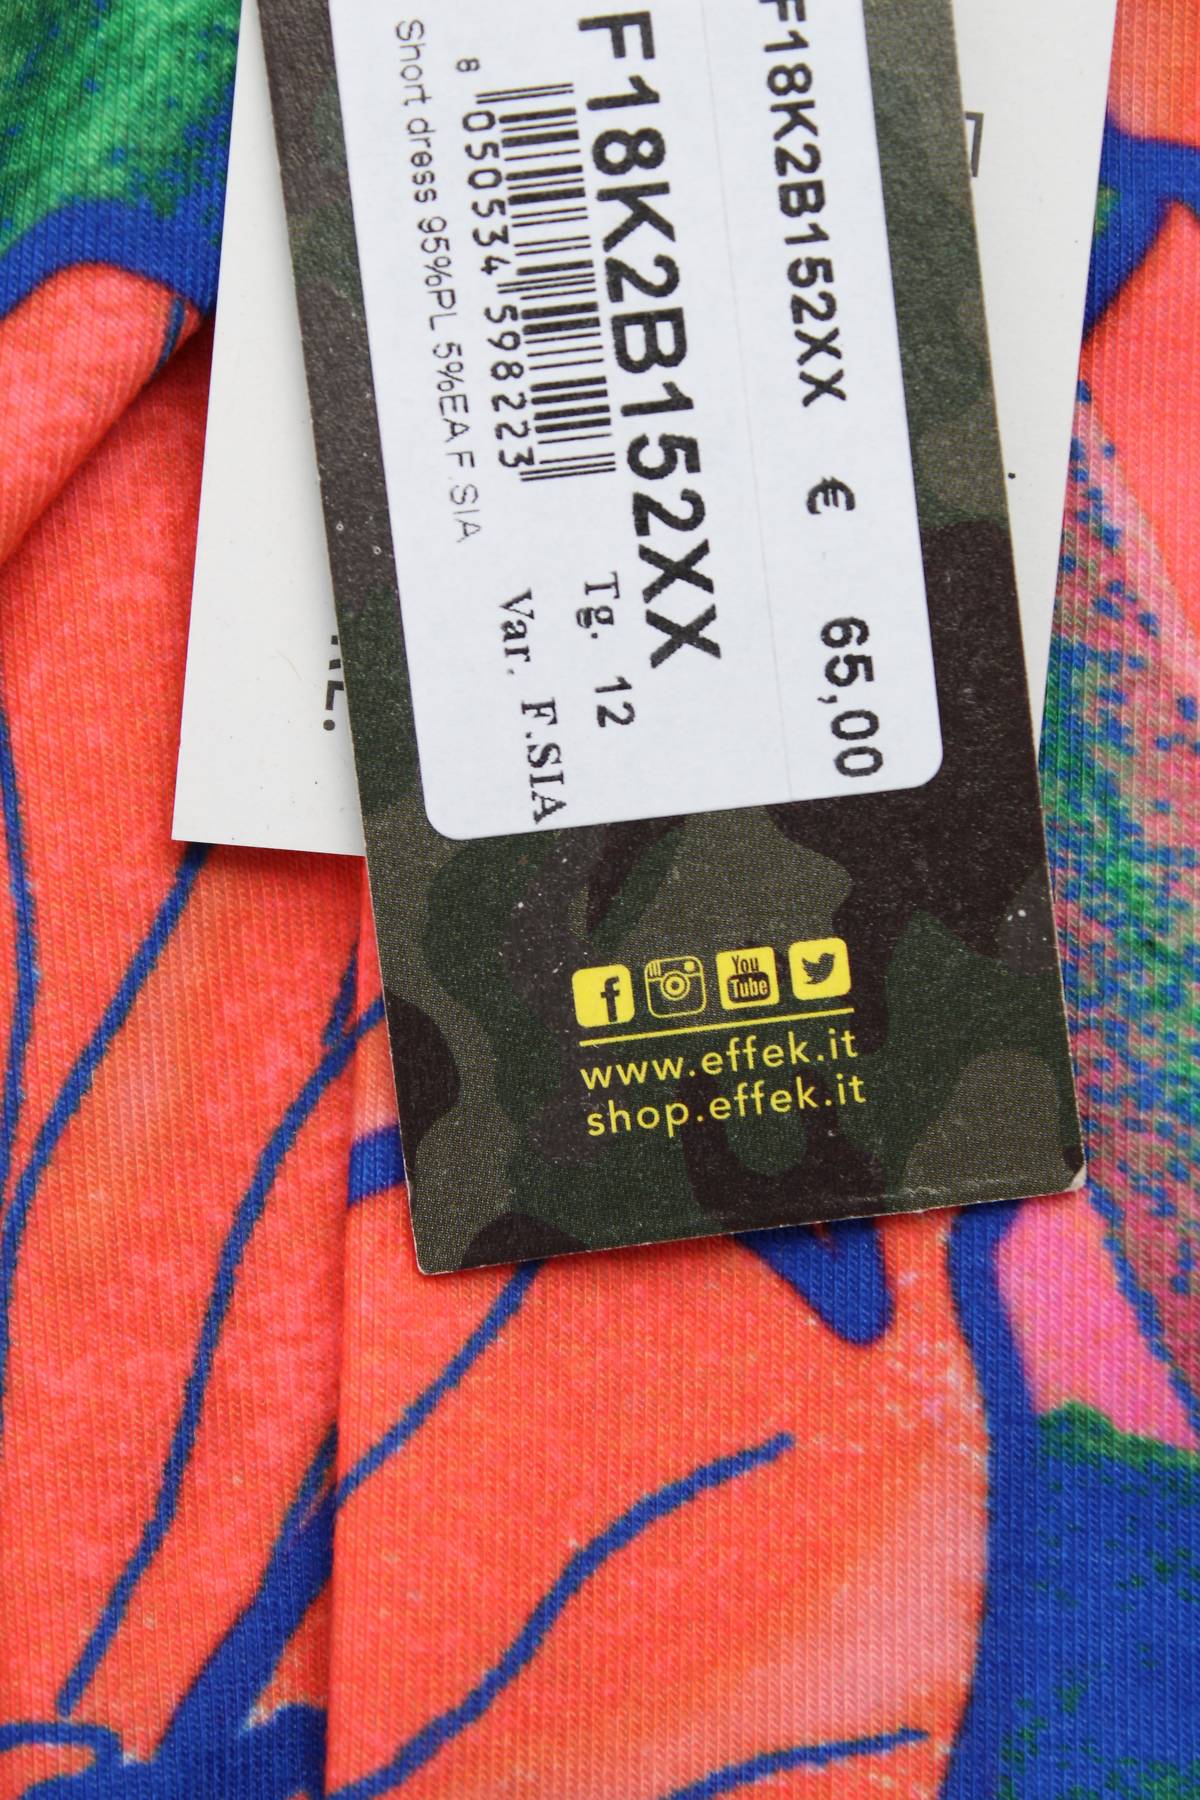 F18K2B152XX € 65,00
F18K2B152XX
Tg. 12
8 050534 598223
Var. F.SIA
Short dress 95%PL 5%EA F.SIA
f
You
Tube
www.effek.it
shop.effek.it